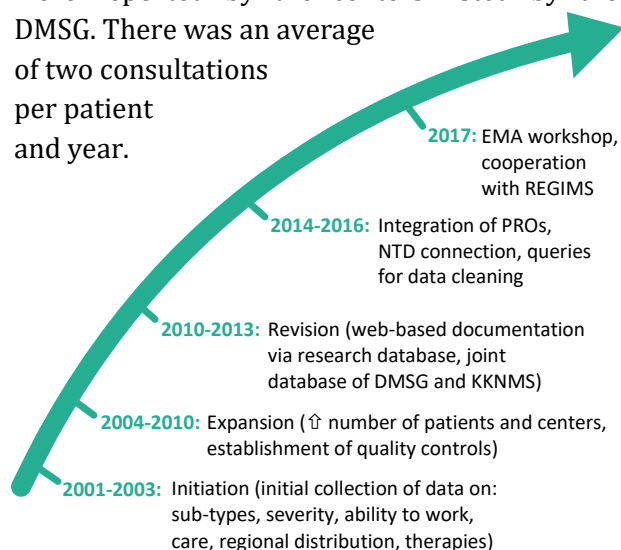 DMSG. There was an average
of two consultations
per patient
and year.
2017: EMA workshop,
cooperation
with REGIMS
2014-2016: Integration of PROs,
NTD connection, queries
for data cleaning
2010-2013: Revision (web-based documentation
via research database, joint
database of DMSG and KKNMS)
2004-2010: Expansion (⇧ number of patients and centers,
establishment of quality controls)
2001-2003: Initiation (initial collection of data on:
sub-types, severity, ability to work,
care, regional distribution, therapies)